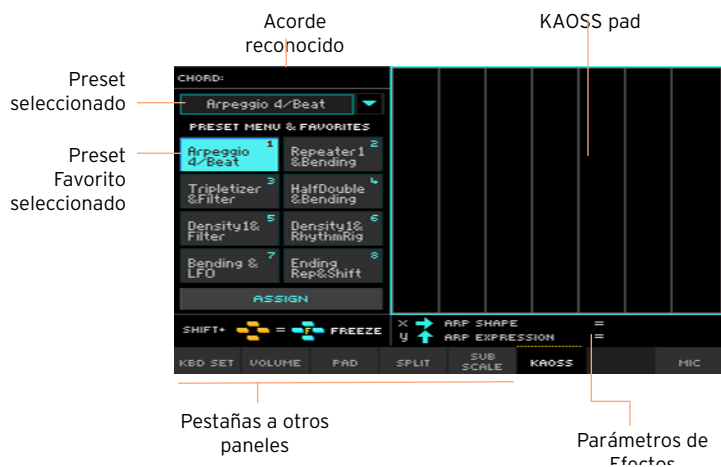 Acorde
reconocido
KAOSS pad
Preset
seleccionado
Preset
Favorito
seleccionado
CHORD:
Arpeggio 4/Beat
PRESET MENU & FAVORITES
Arpeggio 1
4/Beat
Repeater1 2
&Bending
Tripletizer 3
&Filter
HalfDouble 4
&Bending
Density1& 5
Filter
Density1& 6
RhythmRig
Bending & 7
LFO
Ending 8
Rep&Shift
ASSIGN
SHIFT+ = F FREEZE
X ARP SHAPE =
y ARP EXPRESSION =
KBD SET VOLUME PAD SPLIT SUB SCALE KAOSS MIC
Pestañas a otros
paneles
Parámetros de
Efectos